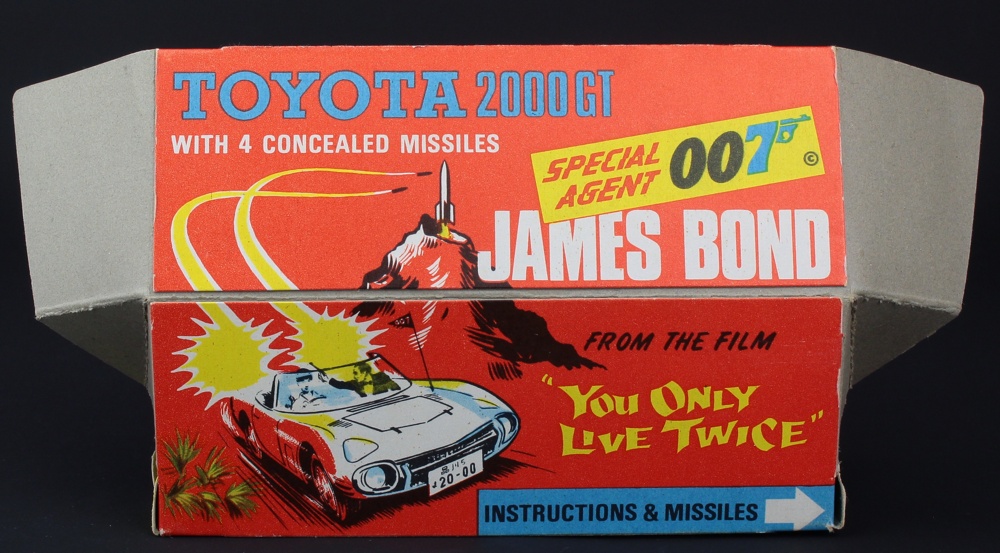 TOYOTA 2000 GT
WITH 4 CONCEALED MISSILES
SPECIAL AGENT 007 ©
JAMES BOND
FROM THE FILM
"YOU ONLY
LIVE TWICE"
20-00
INSTRUCTIONS & MISSILES